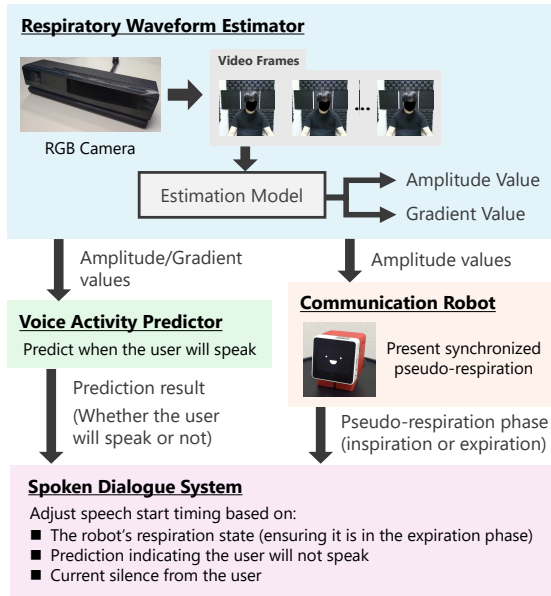 Respiratory Waveform Estimator
Video Frames
...
RGB Camera
Estimation Model
Amplitude Value
Gradient Value
Amplitude/Gradient
values
Amplitude values
Voice Activity Predictor
Predict when the user will speak
Communication Robot
Present synchronized
pseudo-respiration
Prediction result
(Whether the user
will speak or not)
Pseudo-respiration phase
(inspiration or expiration)
Spoken Dialogue System
Adjust speech start timing based on:
■ The robot's respiration state (ensuring it is in the expiration phase)
■ Prediction indicating the user will not speak
■ Current silence from the user